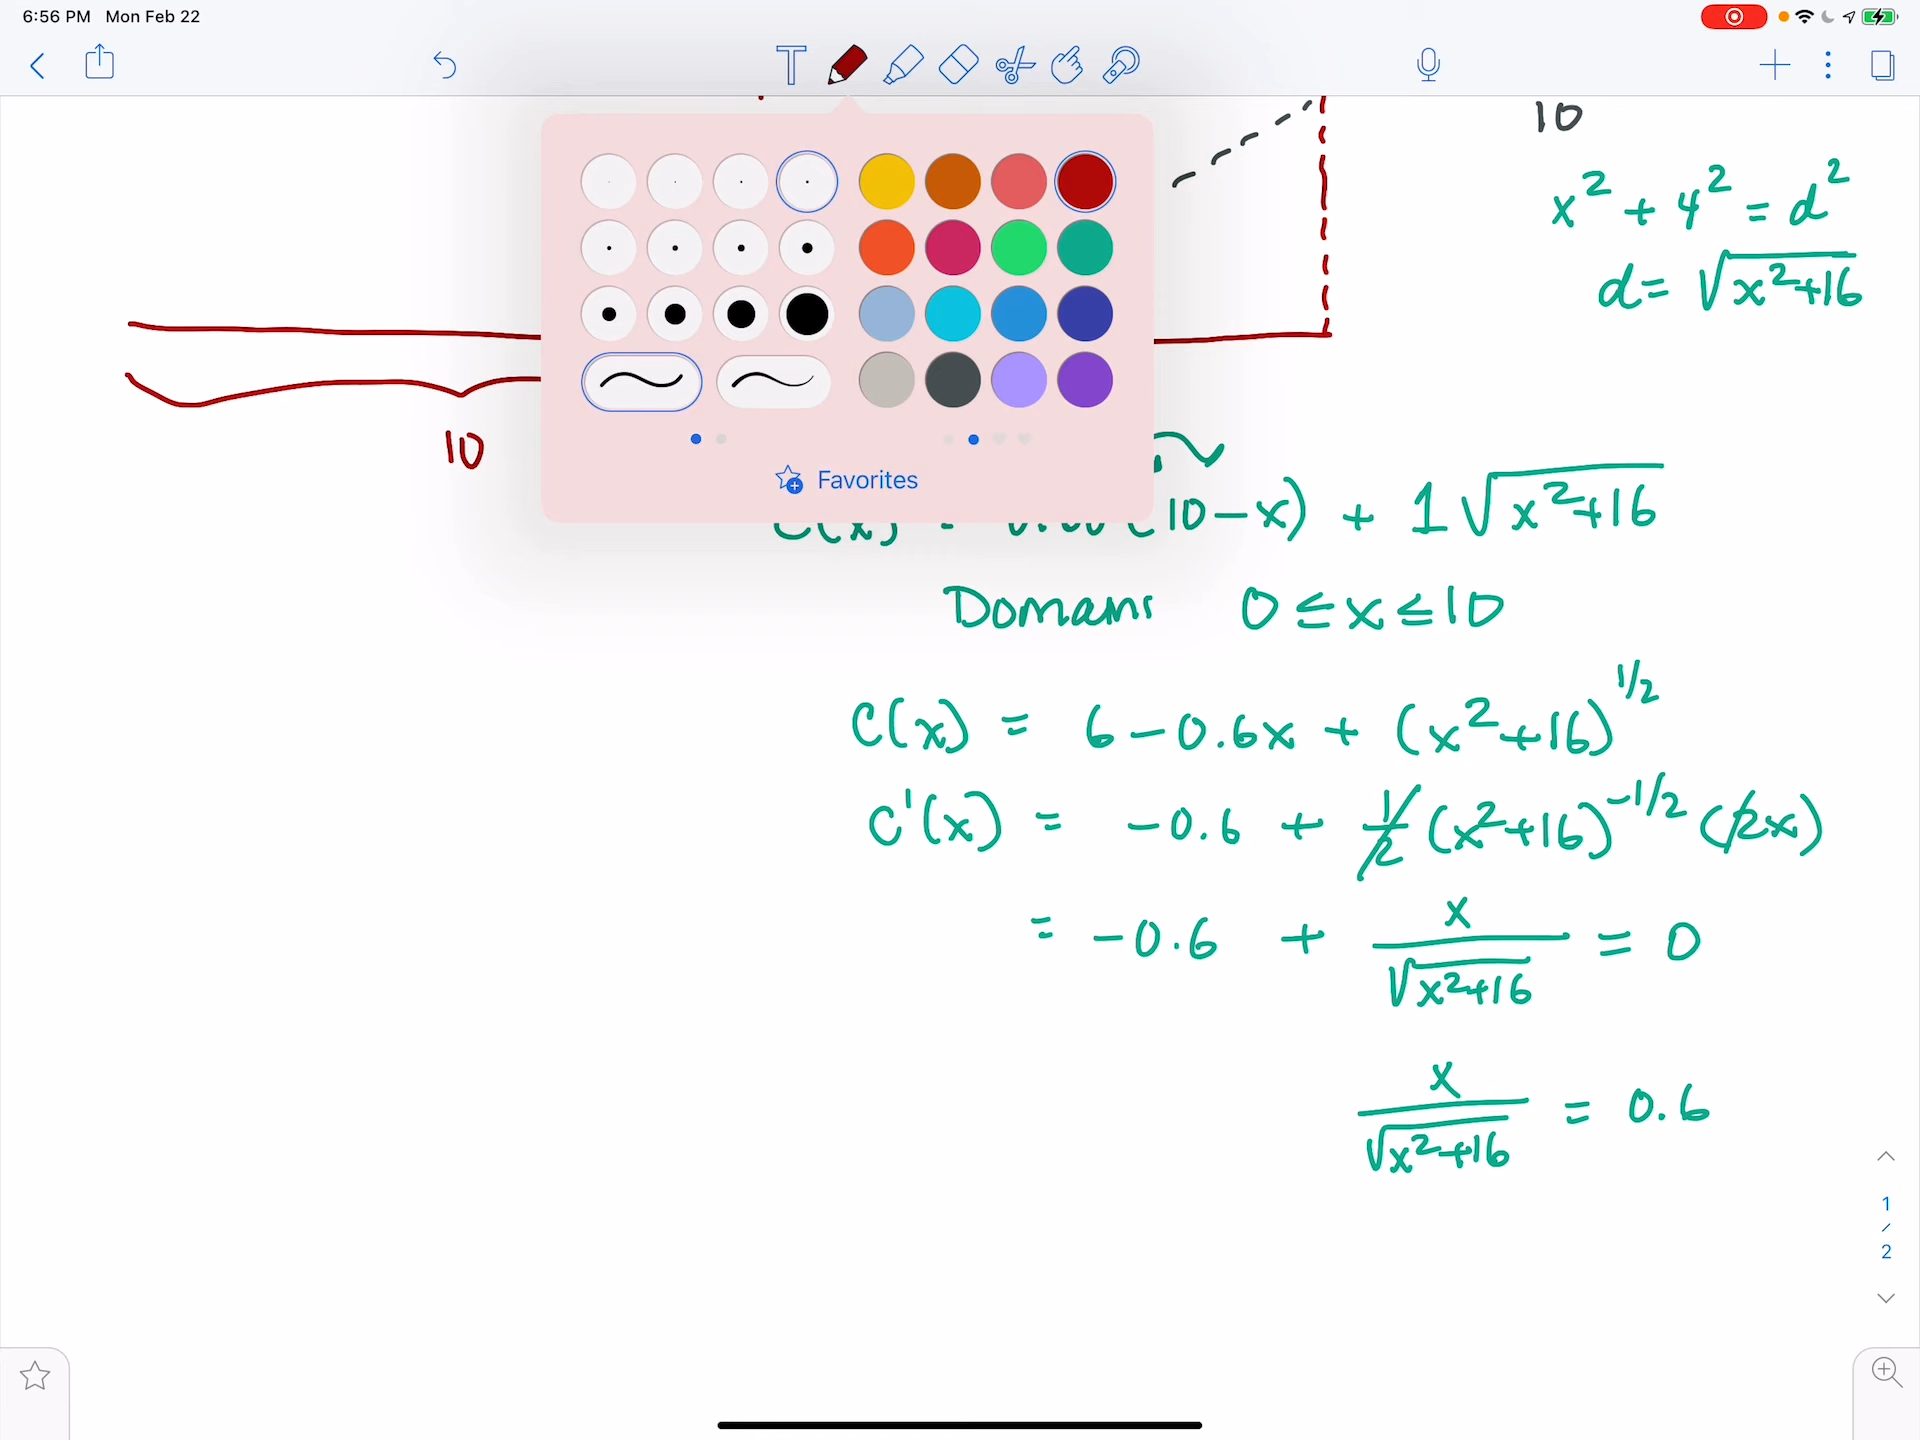 6:56 PM Mon Feb 22
T
10
x² + 4² = d²
d = √(x²+16)
10
Favorites
C(x) = 0.60(10-x) + 1√(x²+16)
Domain 0 ≤ x ≤ 10
C(x) = 6 - 0.6x + (x²+16)^1/2
C'(x) = -0.6 + 1/2 (x²+16)^-1/2 (2x)
= -0.6 + x/√(x²+16) = 0
x/√(x²+16) = 0.6
1
/
2